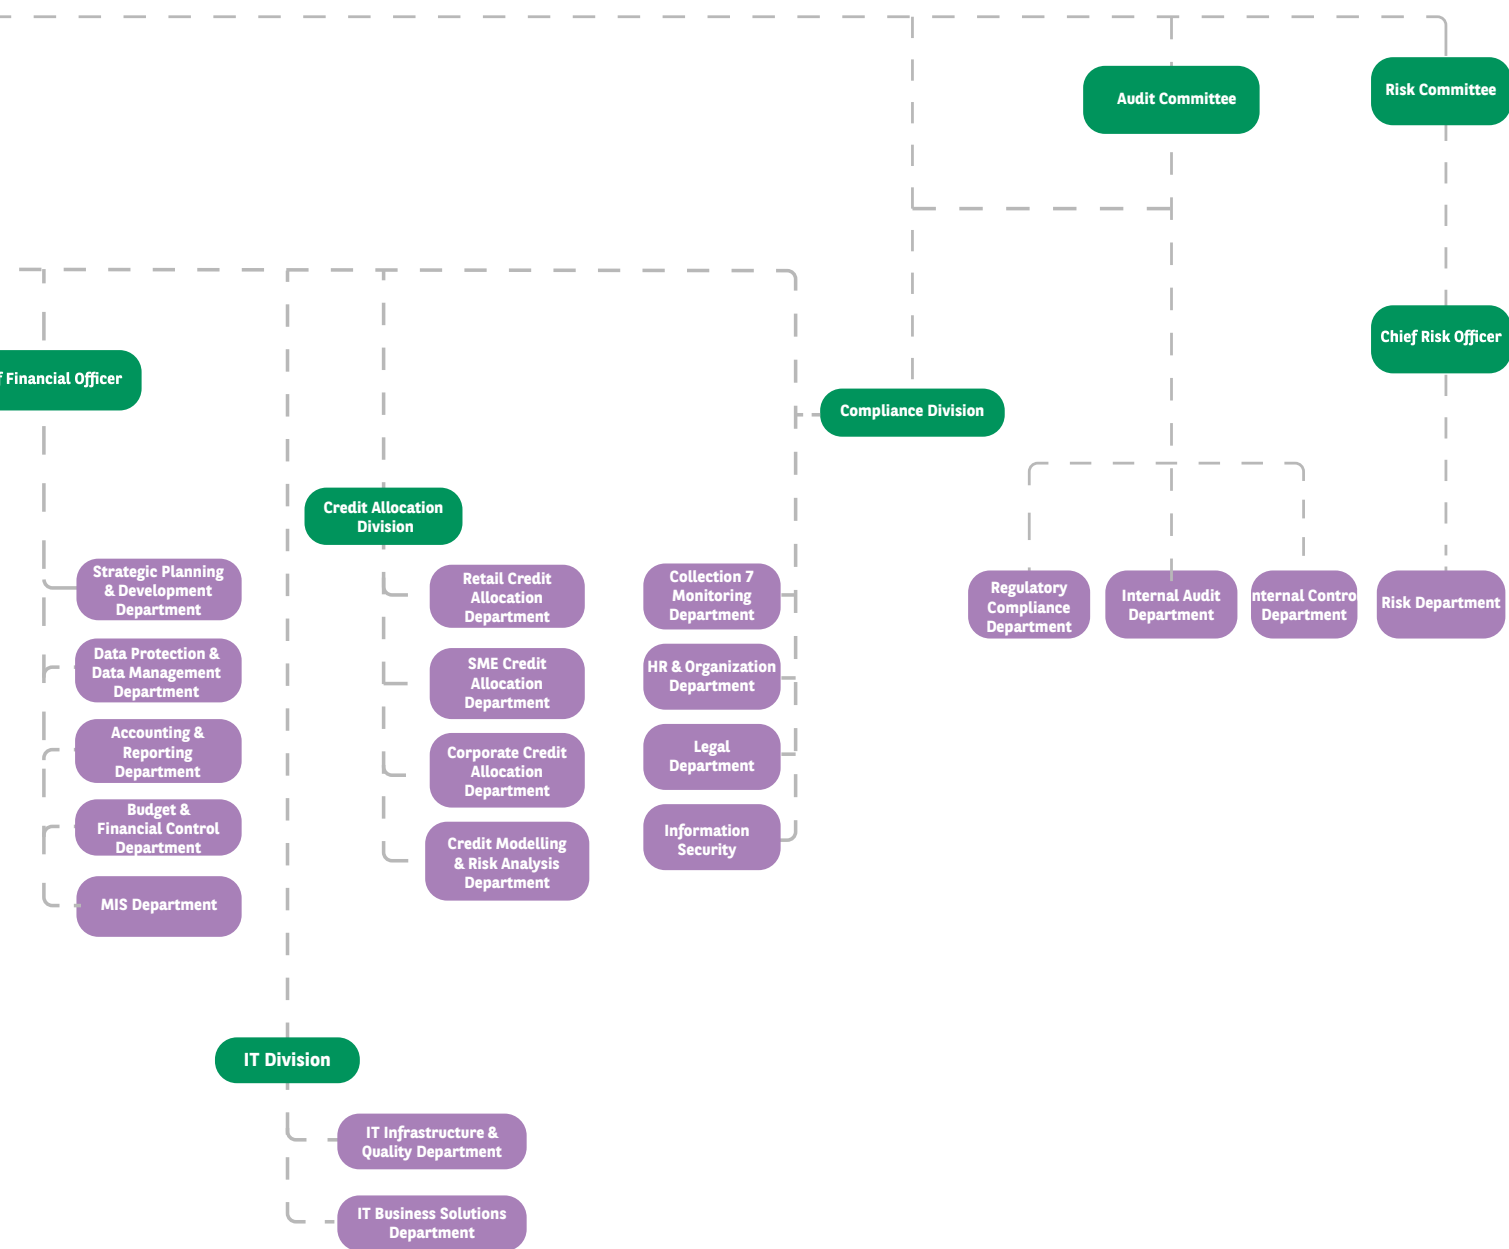 Audit Committee
Risk Committee
Chief Risk Officer
f Financial Officer
Compliance Division
Credit Allocation
Division
Strategic Planning
& Development
Department
Data Protection &
Data Management
Department
Accounting &
Reporting
Department
Budget &
Financial Control
Department
MIS Department
Retail Credit
Allocation
Department
SME Credit
Allocation
Department
Corporate Credit
Allocation
Department
Credit Modelling
& Risk Analysis
Department
Collection 7
Monitoring
Department
HR & Organization
Department
Legal
Department
Information
Security
Regulatory
Compliance
Department
Internal Audit
Department
nternal Contro
Department
Risk Department
IT Division
IT Infrastructure &
Quality Department
IT Business Solutions
Department